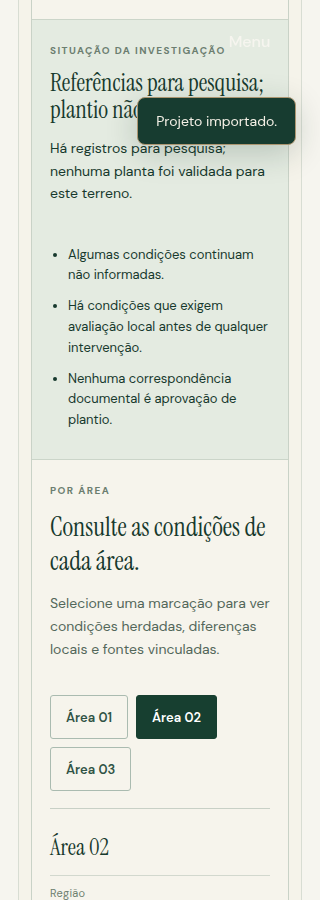 Menu
SITUAÇÃO DA INVESTIGAÇÃO
Referências para pesquisa;
plantio não
Projeto importado.
Há registros para pesquisa;
nenhuma planta foi validada para
este terreno.
Algumas condições continuam
não informadas.
Há condições que exigem
avaliação local antes de qualquer
intervenção.
Nenhuma correspondência
documental é aprovação de
plantio.
POR ÁREA
Consulte as condições de
cada área.
Selecione uma marcação para ver
condições herdadas, diferenças
locais e fontes vinculadas.
Área 01
Área 02
Área 03
Área 02
Região